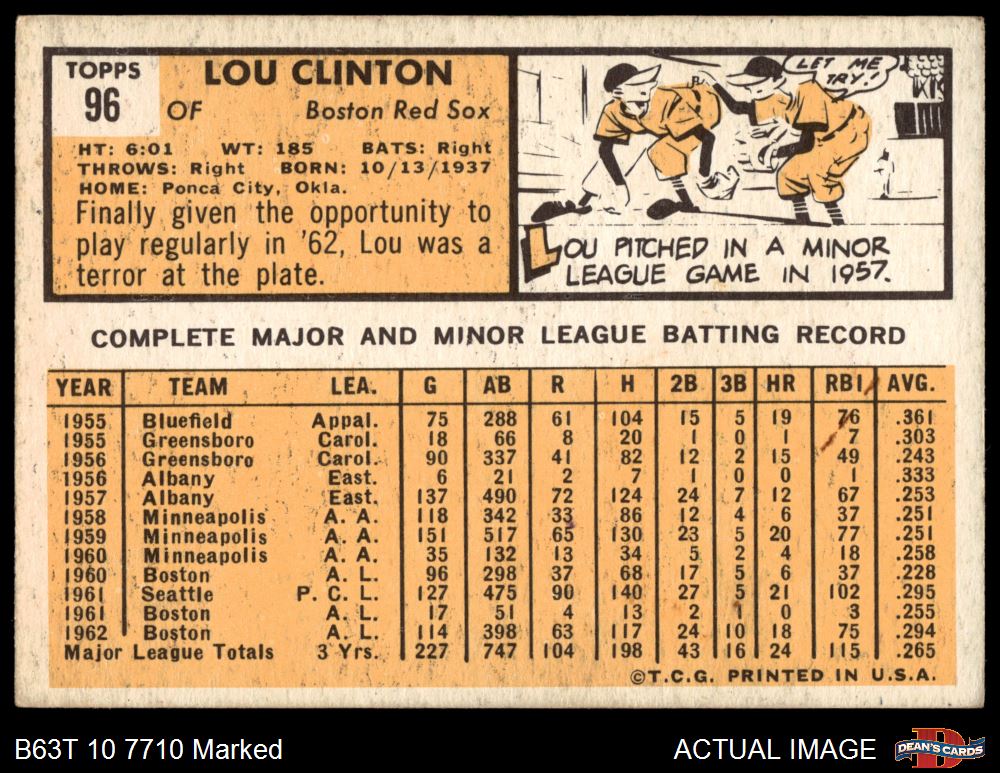 TOPPS
96
LOU CLINTON
OF Boston Red Sox
HT: 6:01 WT: 185 BATS: Right
THROWS: Right BORN: 10/13/1937
HOME: Ponca City, Okla.
Finally given the opportunity to
play regularly in '62, Lou was a
terror at the plate.
LET ME
TRY!
B
LOU PITCHED IN A MINOR
LEAGUE GAME IN 1957.
COMPLETE MAJOR AND MINOR LEAGUE BATTING RECORD
YEAR TEAM LEA. G AB R H 2B 3B HR RBI AVG.
1955 Bluefield Appal. 75 288 61 104 15 5 19 76 .361
1955 Greensboro Carol. 18 66 8 20 1 0 1 7 .303
1956 Greensboro Carol. 90 337 41 82 12 2 15 49 .243
1956 Albany East. 6 21 2 7 1 0 0 1 .333
1957 Albany East. 137 490 72 124 24 7 12 67 .253
1958 Minneapolis A. A. 118 342 33 86 12 4 6 37 .251
1959 Minneapolis A. A. 151 517 65 130 23 5 20 77 .251
1960 Minneapolis A. A. 35 132 13 34 5 2 4 18 .258
1960 Boston A. L. 96 298 37 68 17 5 6 37 .228
1961 Seattle P. C. L. 127 475 90 140 27 5 21 102 .295
1961 Boston A. L. 17 51 4 13 2 1 0 3 .255
1962 Boston A. L. 114 398 63 117 24 10 18 75 .294
Major League Totals 3 Yrs. 227 747 104 198 43 16 24 115 .265
©T.C.G. PRINTED IN U.S.A.
B63T 10 7710 Marked
ACTUAL IMAGE
DEAN'S CARDS